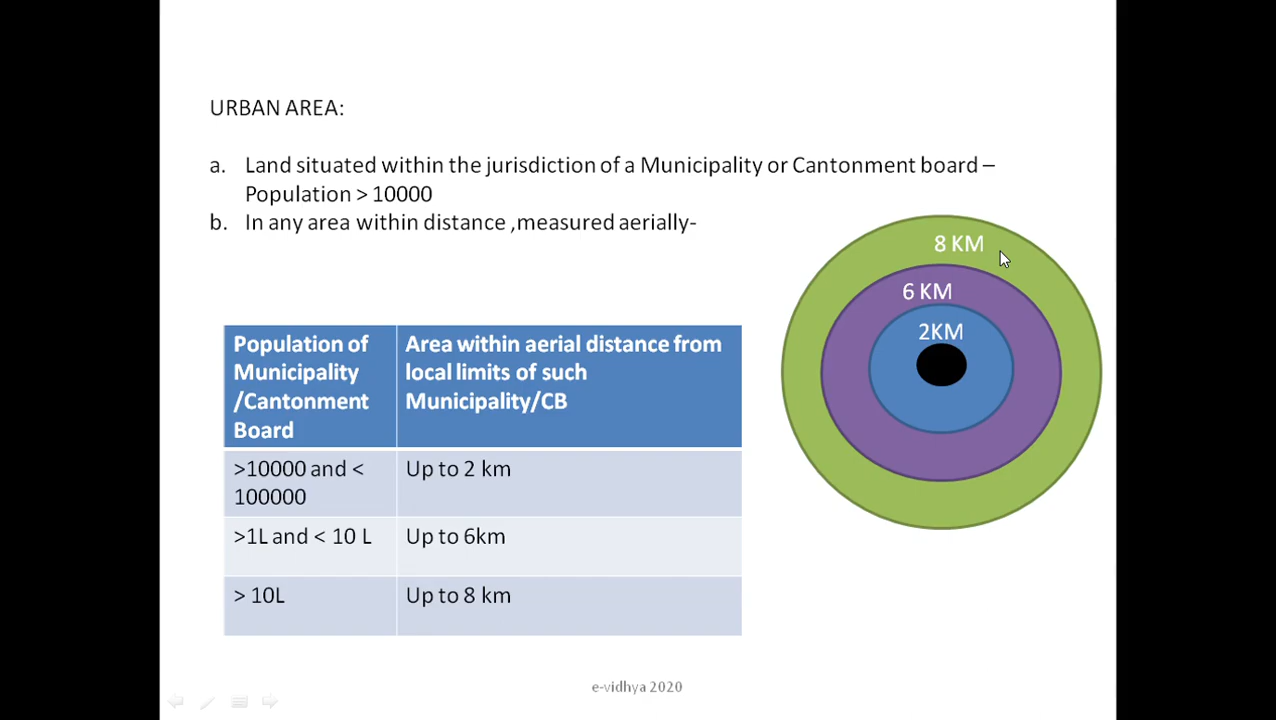 URBAN AREA:
a. Land situated within the jurisdiction of a Municipality or Cantonment board –
Population > 10000
b. In any area within distance ,measured aerially-
8 KM
6 KM
2KM
Population of
Municipality
/Cantonment
Board
Area within aerial distance from
local limits of such
Municipality/CB
>10000 and <
100000
Up to 2 km
>1L and < 10 L
Up to 6km
> 10L
Up to 8 km
e-vidhya 2020